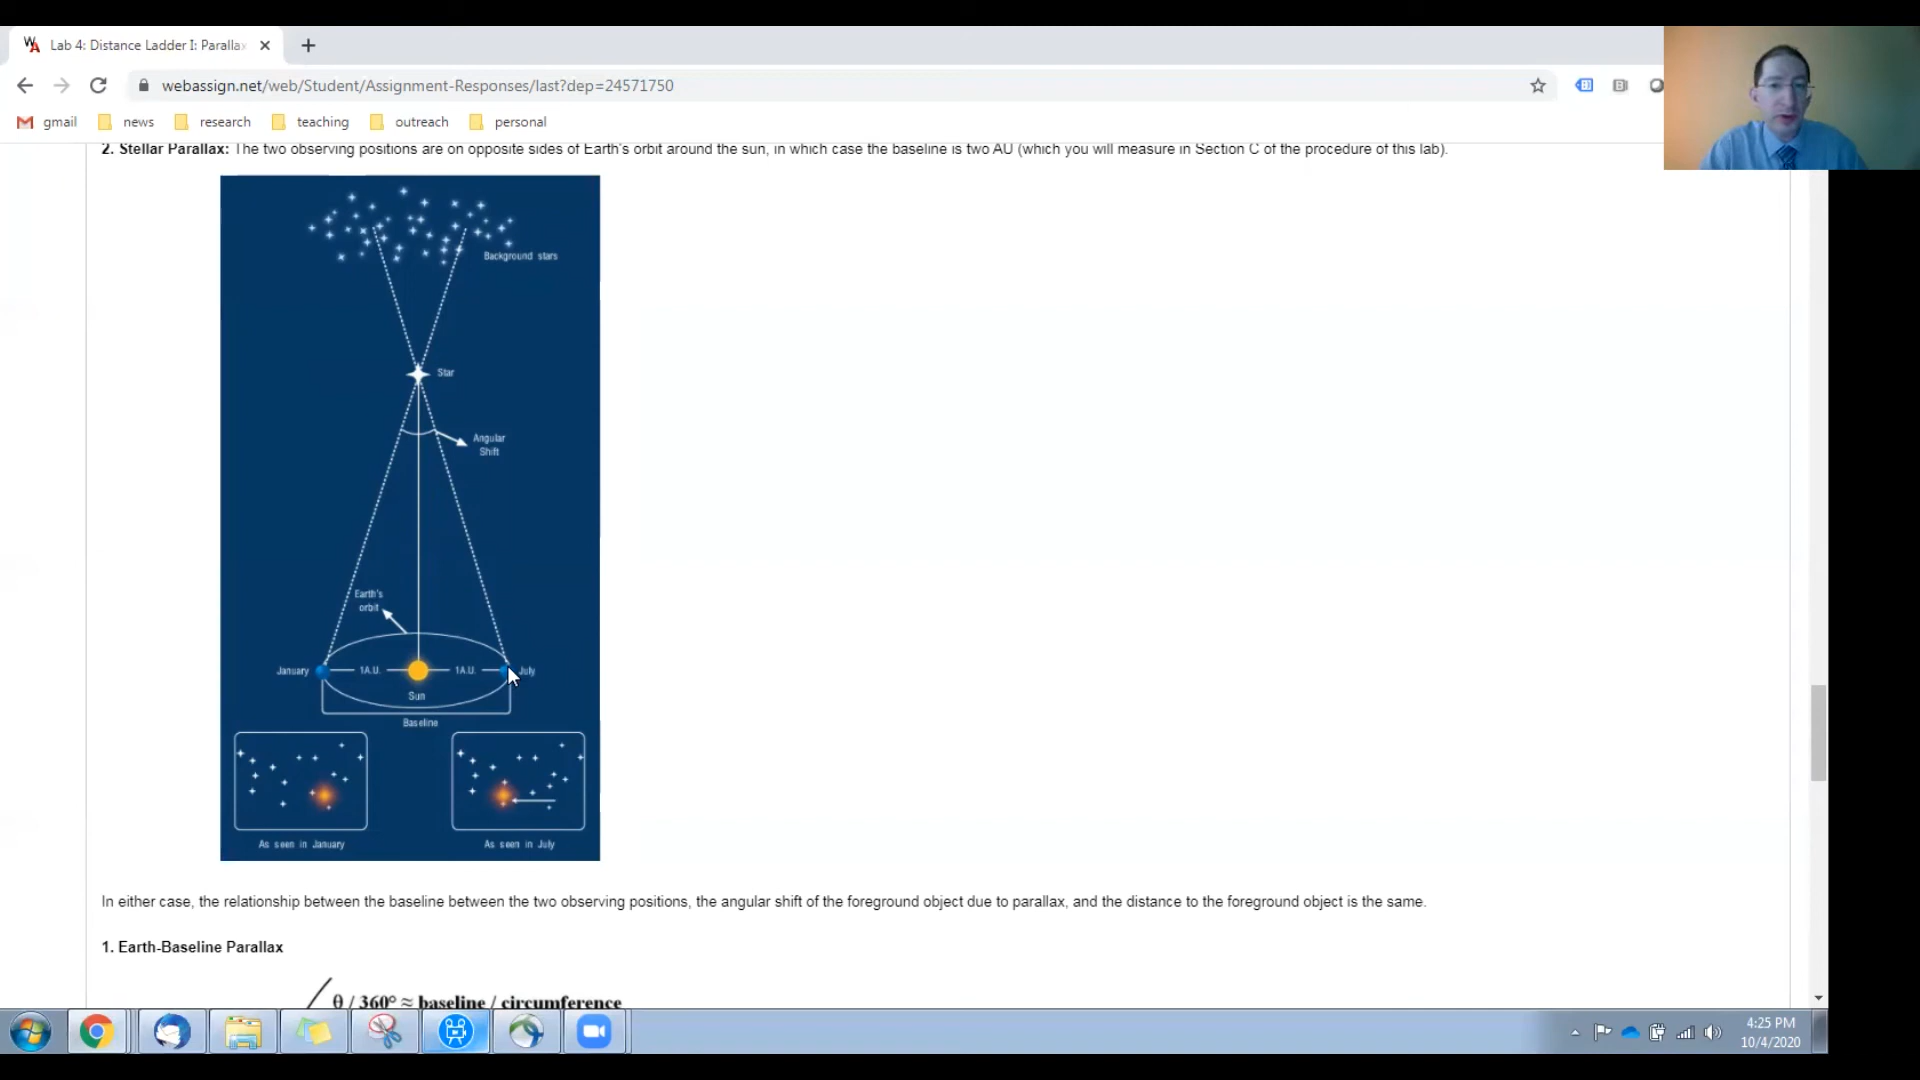 Lab 4: Distance Ladder I: Paralla
webassign.net/web/Student/Assignment-Responses/last?dep=24571750
gmail news research teaching outreach personal
2. Stellar Parallax: The two observing positions are on opposite sides of Earth's orbit around the sun, in which case the baseline is two AU (which you will measure in Section C of the procedure of this lab).
Background stars
Star
Angular
Shift
Earth's
orbit
January 1A.U. 1A.U. July
Sun
Baseline
As seen in January As seen in July
In either case, the relationship between the baseline between the two observing positions, the angular shift of the foreground object due to parallax, and the distance to the foreground object is the same.
1. Earth-Baseline Parallax
θ / 360° ≈ baseline / circumference
4:25 PM
10/4/2020